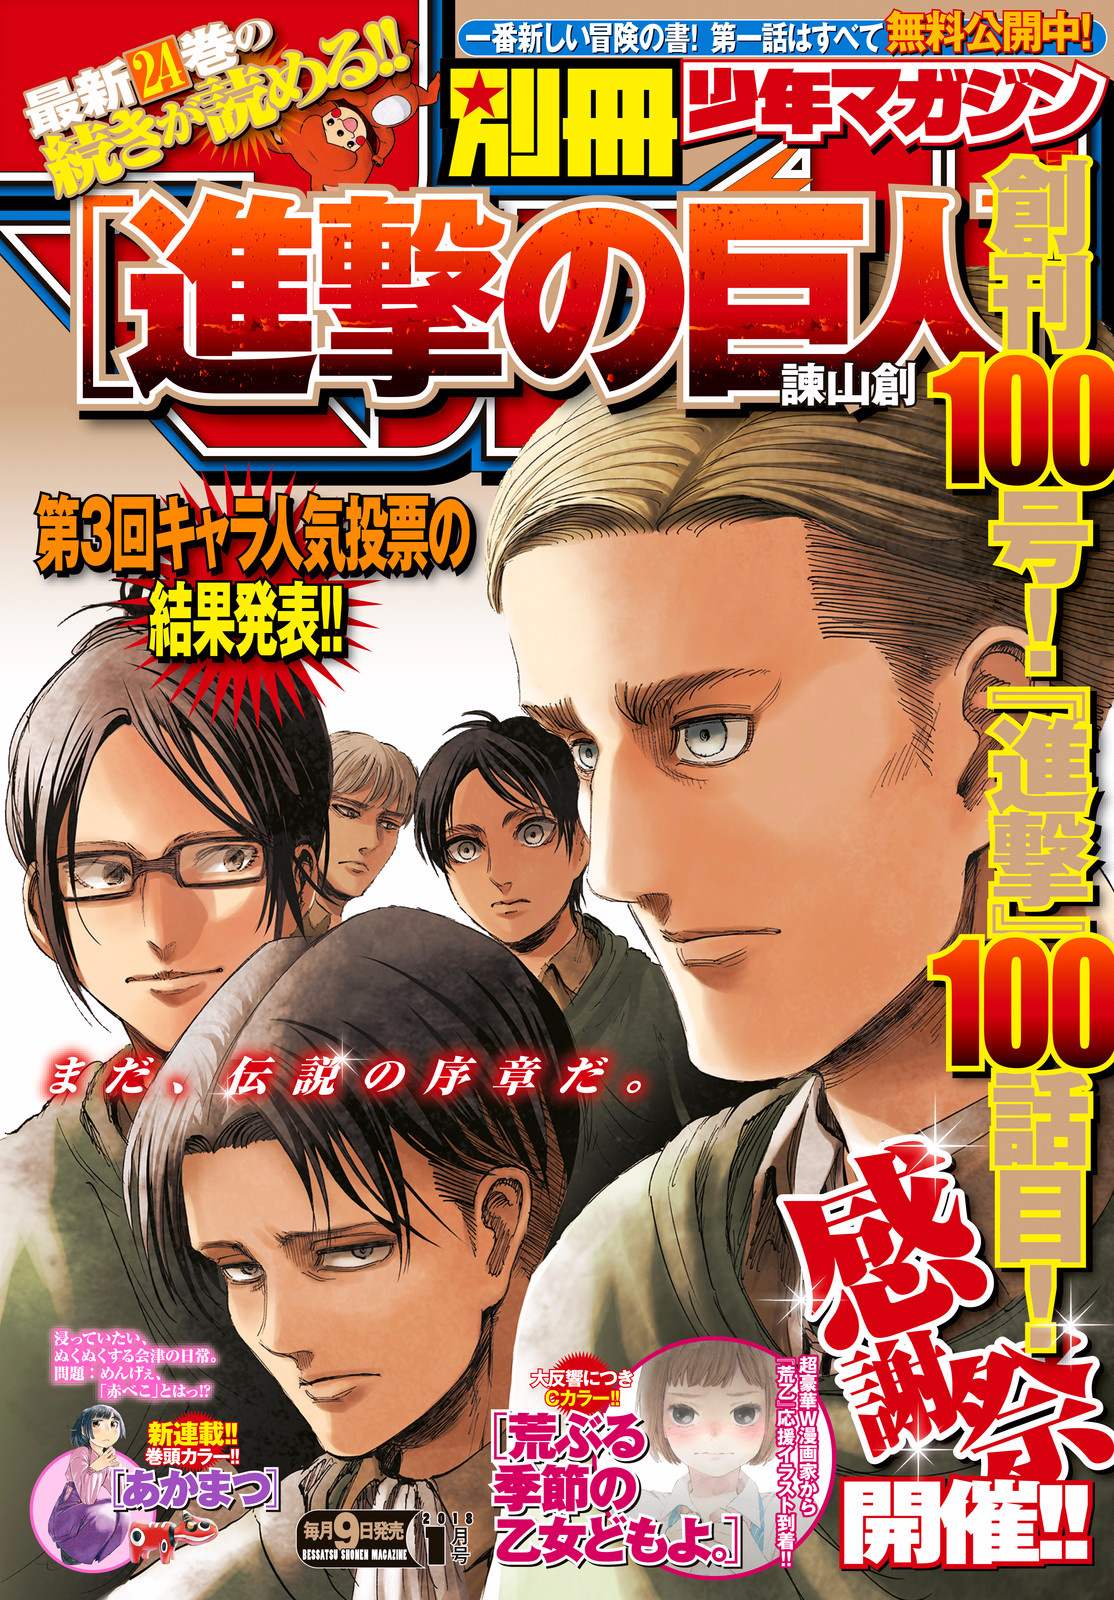 一番新しい冒険の書! 第一話はすべて無料公開中!
最新24巻の
続きが読める!!
別冊少年マガジン
[進撃の巨人]
諫山創
創刊100号!『進撃』100話目!
感謝祭
開催!!
第3回キャラ人気投票の
結果発表!!
まだ、伝説の序章だ。
浸っていたい、
ぬくぬくする会津の日常。
問題:めんげぇ、
「赤べこ」とはっ!?
新連載!!
巻頭カラー!!
[あかまつ]
毎月9日発売
BESSATSU SHONEN MAGAZINE
2018
1月号
大反響につき
Cカラー!!
[荒ぶる
季節の
乙女どもよ。]
超豪華W漫画家から
『荒乙』応援イラスト到着!!